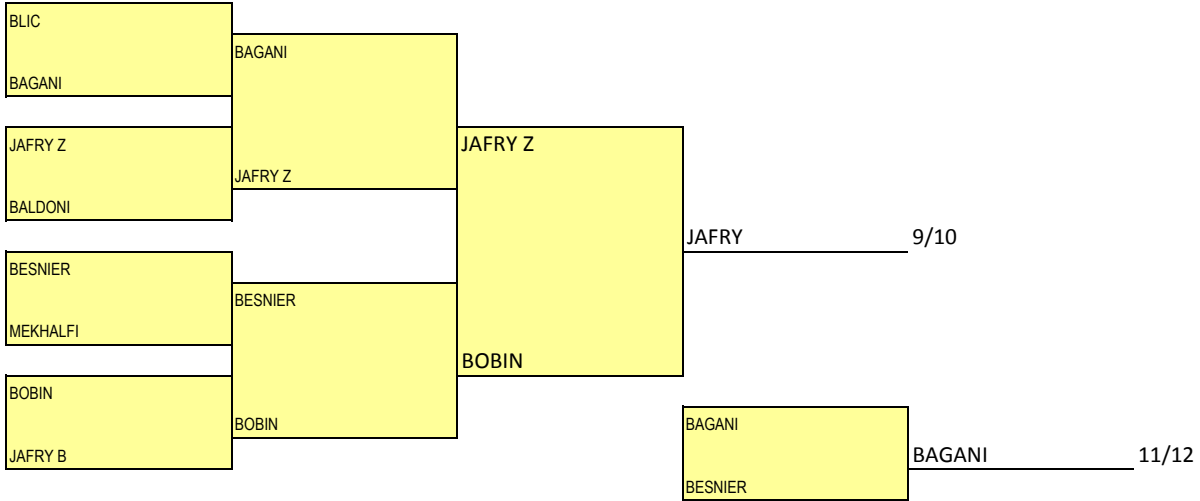 BLIC
BAGANI
BAGANI
JAFRY Z
JAFRY Z
JAFRY Z
BALDONI
JAFRY 9/10
BESNIER
BESNIER
MEKHALFI
BOBIN
BOBIN
BOBIN
BAGANI
JAFRY B
BAGANI 11/12
BESNIER